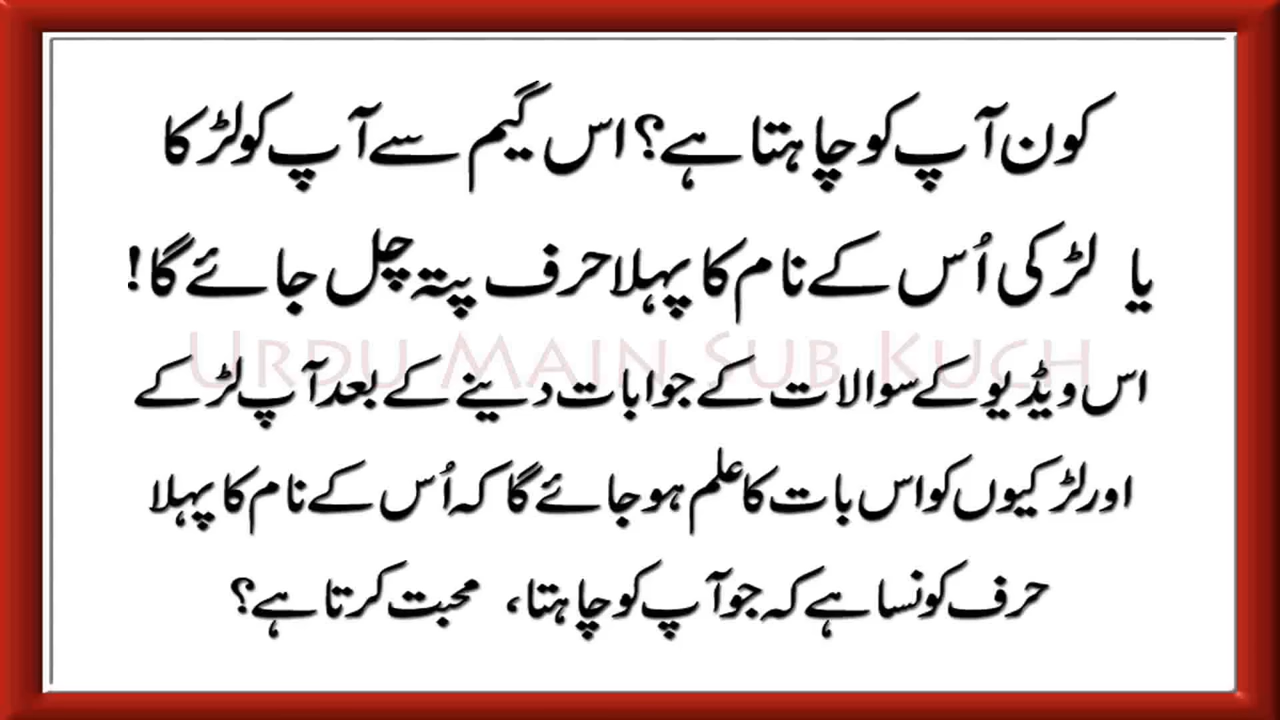 کون آپ کو چاہتا ہے؟ اس گیم سے آپ کو لڑکا
یا لڑکی اُس کے نام کا پہلا حرف پتہ چل جائے گا!
URDU MAIN SUB KUCH
اس ویڈیو کے سوالات کے جوابات دینے کے بعد آپ لڑکے
اور لڑکیوں کو اس بات کا علم ہو جائے گا کہ اُس کے نام کا پہلا
حرف کونسا ہے کہ جو آپ کو چاہتا، محبت کرتا ہے؟